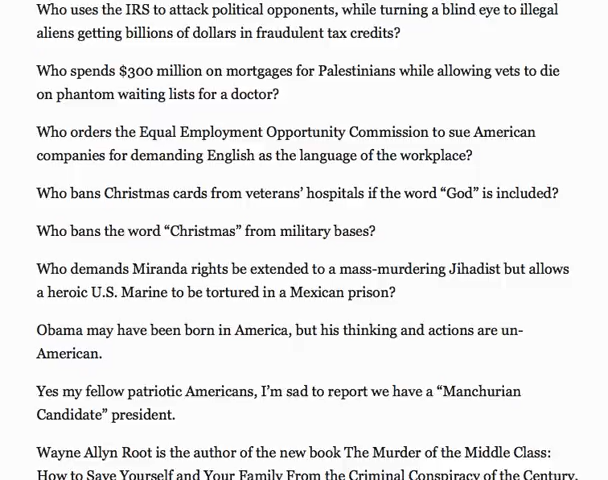 Who uses the IRS to attack political opponents, while turning a blind eye to illegal
aliens getting billions of dollars in fraudulent tax credits?
Who spends $300 million on mortgages for Palestinians while allowing vets to die
on phantom waiting lists for a doctor?
Who orders the Equal Employment Opportunity Commission to sue American
companies for demanding English as the language of the workplace?
Who bans Christmas cards from veterans’ hospitals if the word “God” is included?
Who bans the word “Christmas” from military bases?
Who demands Miranda rights be extended to a mass-murdering Jihadist but allows
a heroic U.S. Marine to be tortured in a Mexican prison?
Obama may have been born in America, but his thinking and actions are un-
American.
Yes my fellow patriotic Americans, I’m sad to report we have a “Manchurian
Candidate” president.
Wayne Allyn Root is the author of the new book The Murder of the Middle Class:
How to Save Yourself and Your Family From the Criminal Conspiracy of the Century.